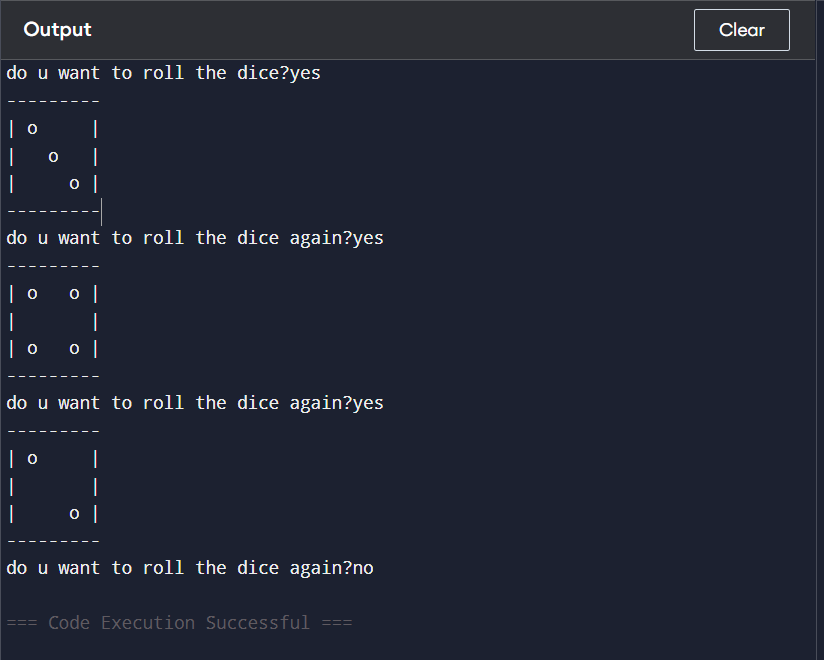 Output
Clear
do u want to roll the dice?yes
---------
| o     |
|   o   |
|     o |
---------
do u want to roll the dice again?yes
---------
| o   o |
|       |
| o   o |
---------
do u want to roll the dice again?yes
---------
| o     |
|       |
|     o |
---------
do u want to roll the dice again?no
=== Code Execution Successful ===